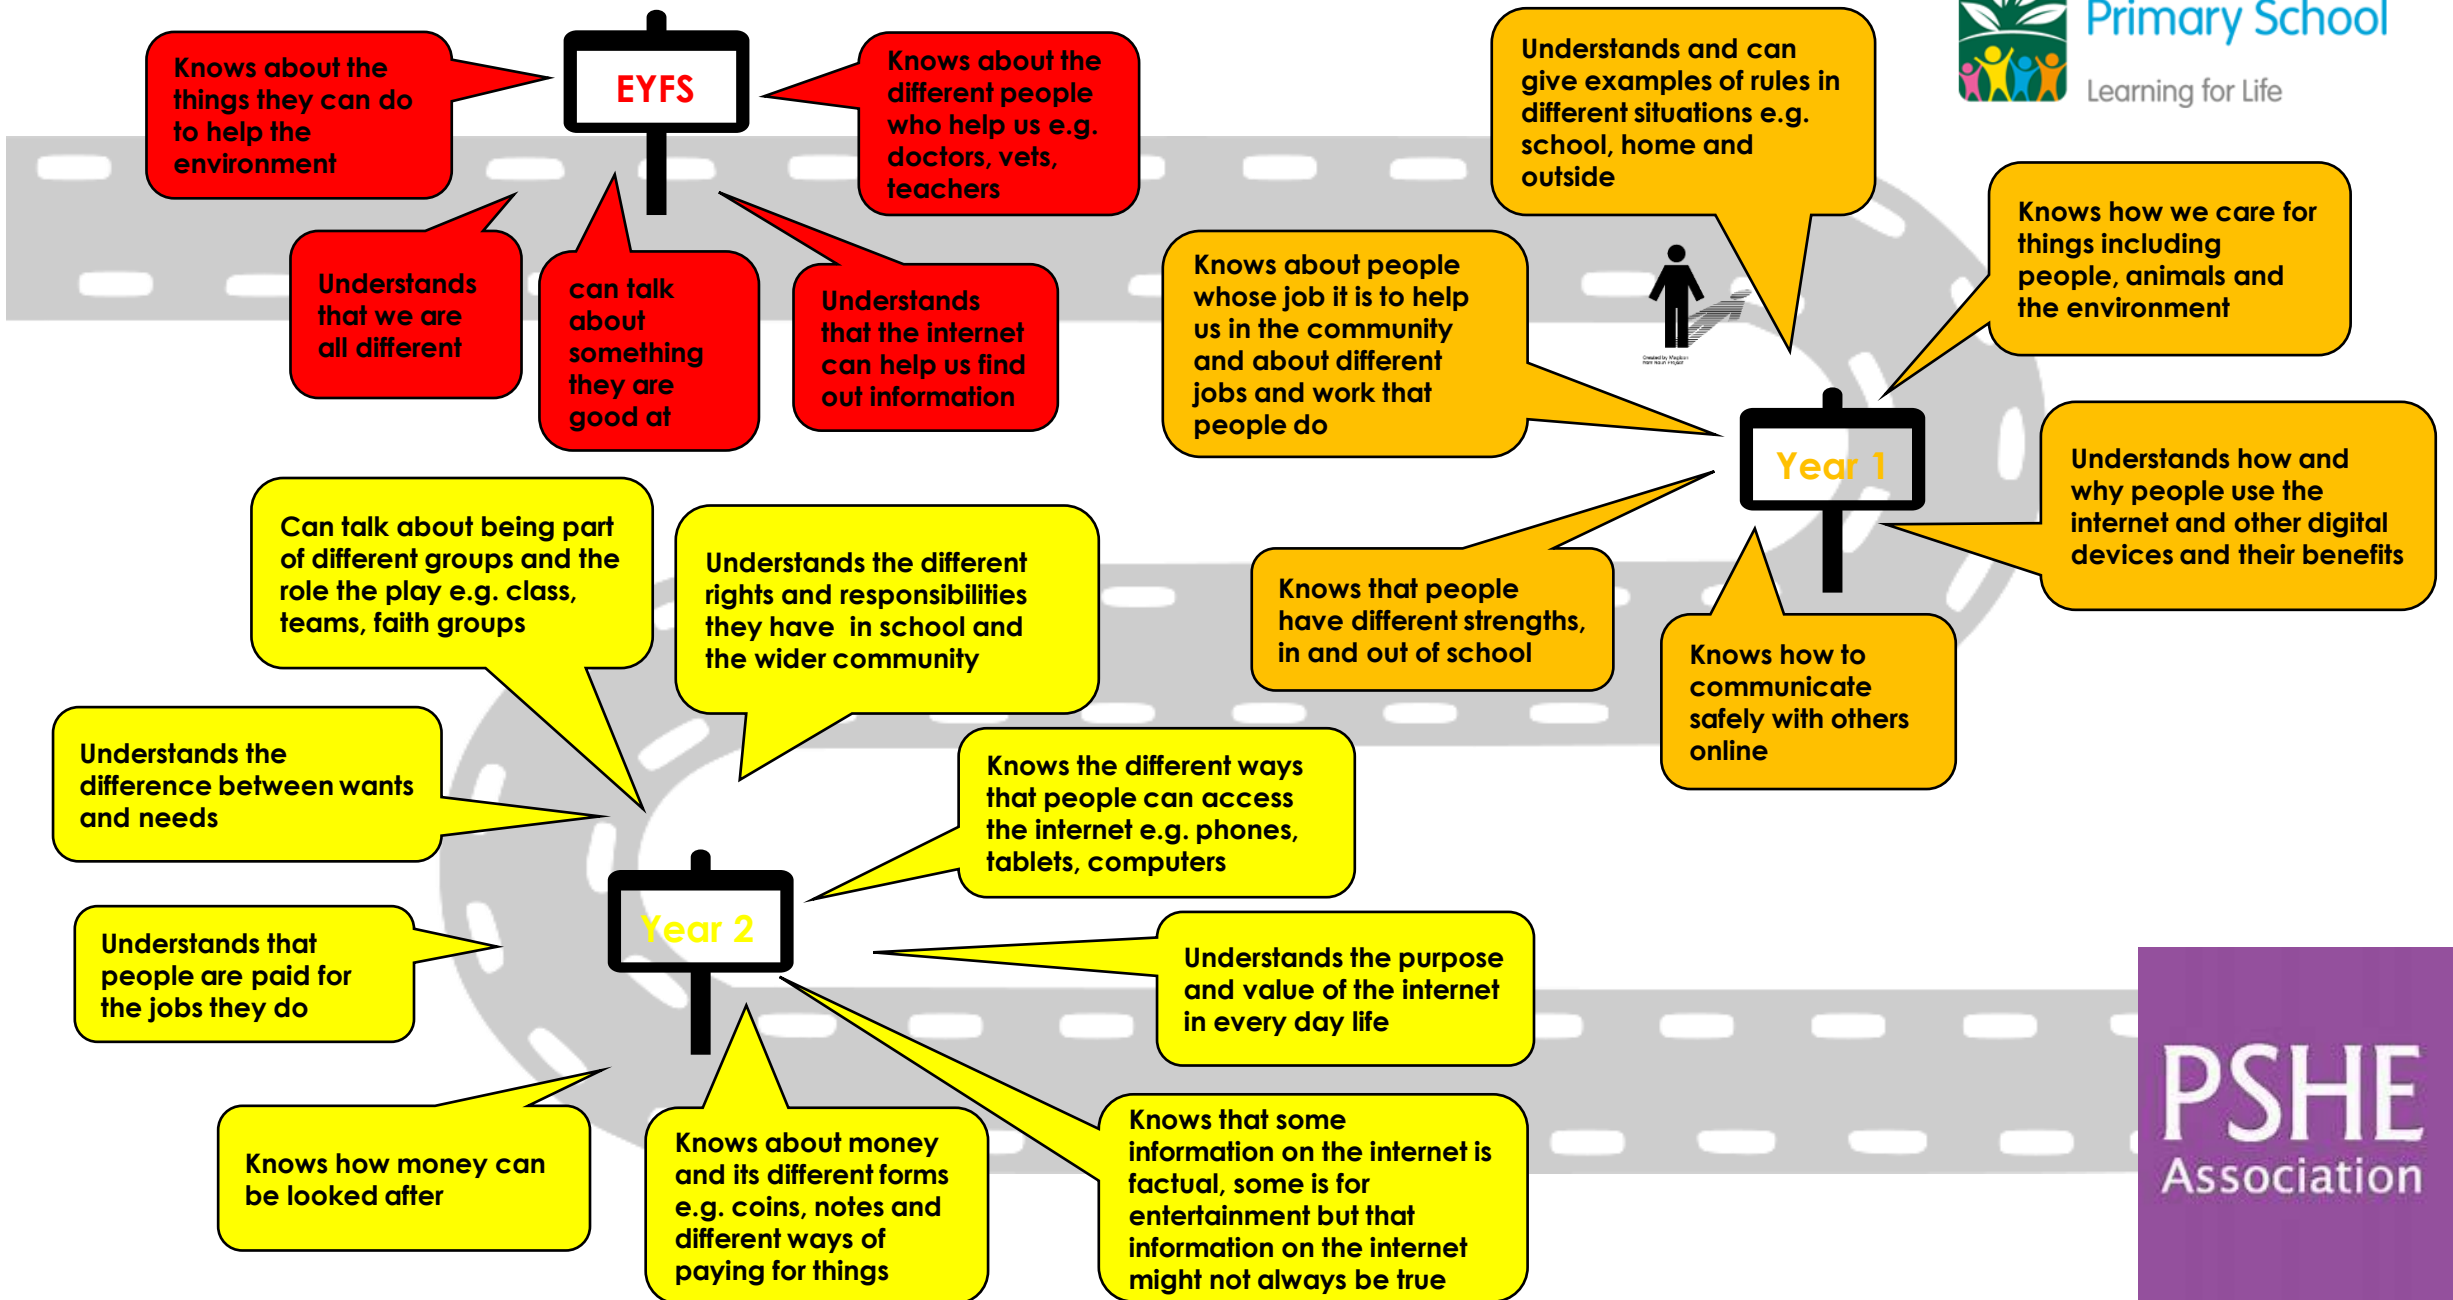 Primary School
Learning for Life
EYFS
Knows about the
things they can do
to help the
environment
Knows about the
different people
who help us e.g.
doctors, vets,
teachers
Understands
that we are
all different
can talk
about
something
they are
good at
Understands
that the internet
can help us find
out information
Understands and can
give examples of rules in
different situations e.g.
school, home and
outside
Knows how we care for
things including
people, animals and
the environment
Knows about people
whose job it is to help
us in the community
and about different
jobs and work that
people do
Created by Magicon
from Noun Project
Year 1
Understands how and
why people use the
internet and other digital
devices and their benefits
Knows that people
have different strengths,
in and out of school
Knows how to
communicate
safely with others
online
Can talk about being part
of different groups and the
role the play e.g. class,
teams, faith groups
Understands the different
rights and responsibilities
they have  in school and
the wider community
Understands the
difference between wants
and needs
Knows the different ways
that people can access
the internet e.g. phones,
tablets, computers
Year 2
Understands that
people are paid for
the jobs they do
Understands the purpose
and value of the internet
in every day life
Knows how money can
be looked after
Knows about money
and its different forms
e.g. coins, notes and
different ways of
paying for things
Knows that some
information on the internet is
factual, some is for
entertainment but that
information on the internet
might not always be true
PSHE
Association